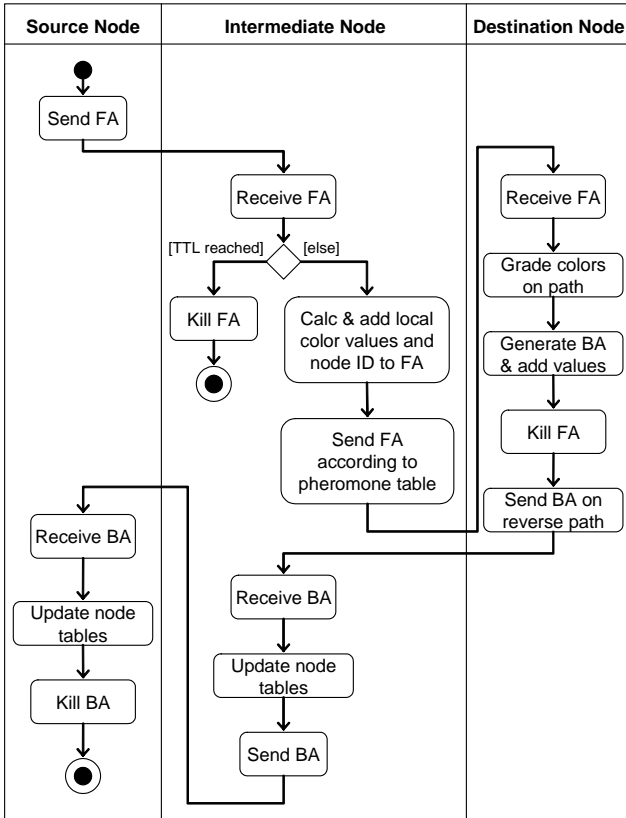 Source Node
Intermediate Node
Destination Node
Send FA
Receive FA
[TTL reached]
[else]
Kill FA
Calc & add local
color values and
node ID to FA
Send FA
according to
pheromone table
Receive FA
Grade colors
on path
Generate BA
& add values
Kill FA
Send BA on
reverse path
Receive BA
Update node
tables
Send BA
Receive BA
Update node
tables
Kill BA